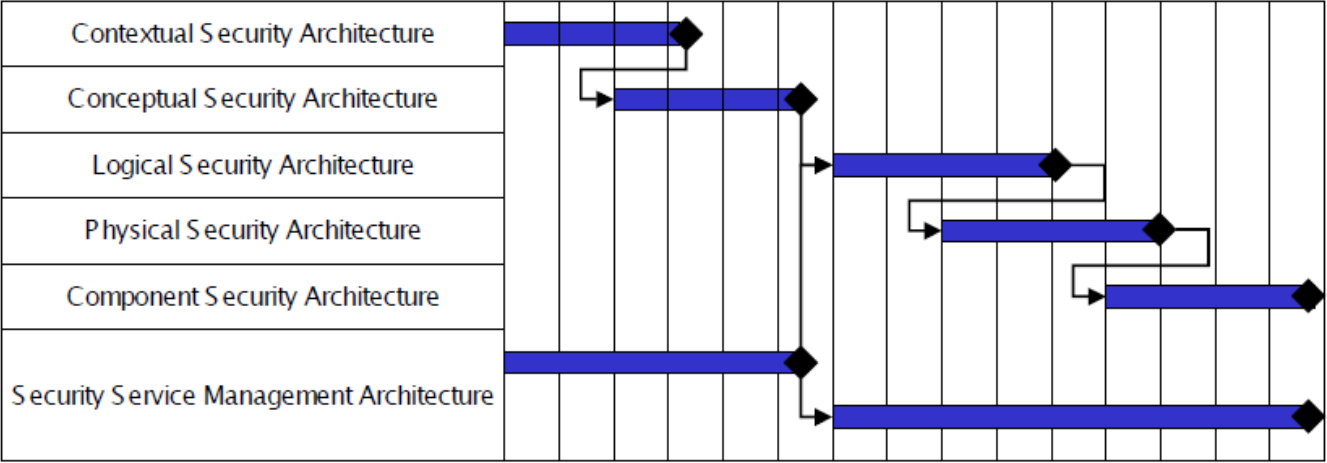 Contextual Security Architecture
Conceptual Security Architecture
Logical Security Architecture
Physical Security Architecture
Component Security Architecture
Security Service Management Architecture